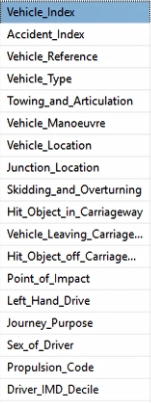 Vehicle_Index
Accident_Index
Vehicle_Reference
Vehicle_Type
Towing_and_Articulation
Vehicle_Manoeuvre
Vehicle_Location
Junction_Location
Skidding_and_Overturning
Hit_Object_in_Carriageway
Vehicle_Leaving_Carriage...
Hit_Object_off_Carriage...
Point_of_Impact
Left_Hand_Drive
Journey_Purpose
Sex_of_Driver
Propulsion_Code
Driver_IMD_Decile